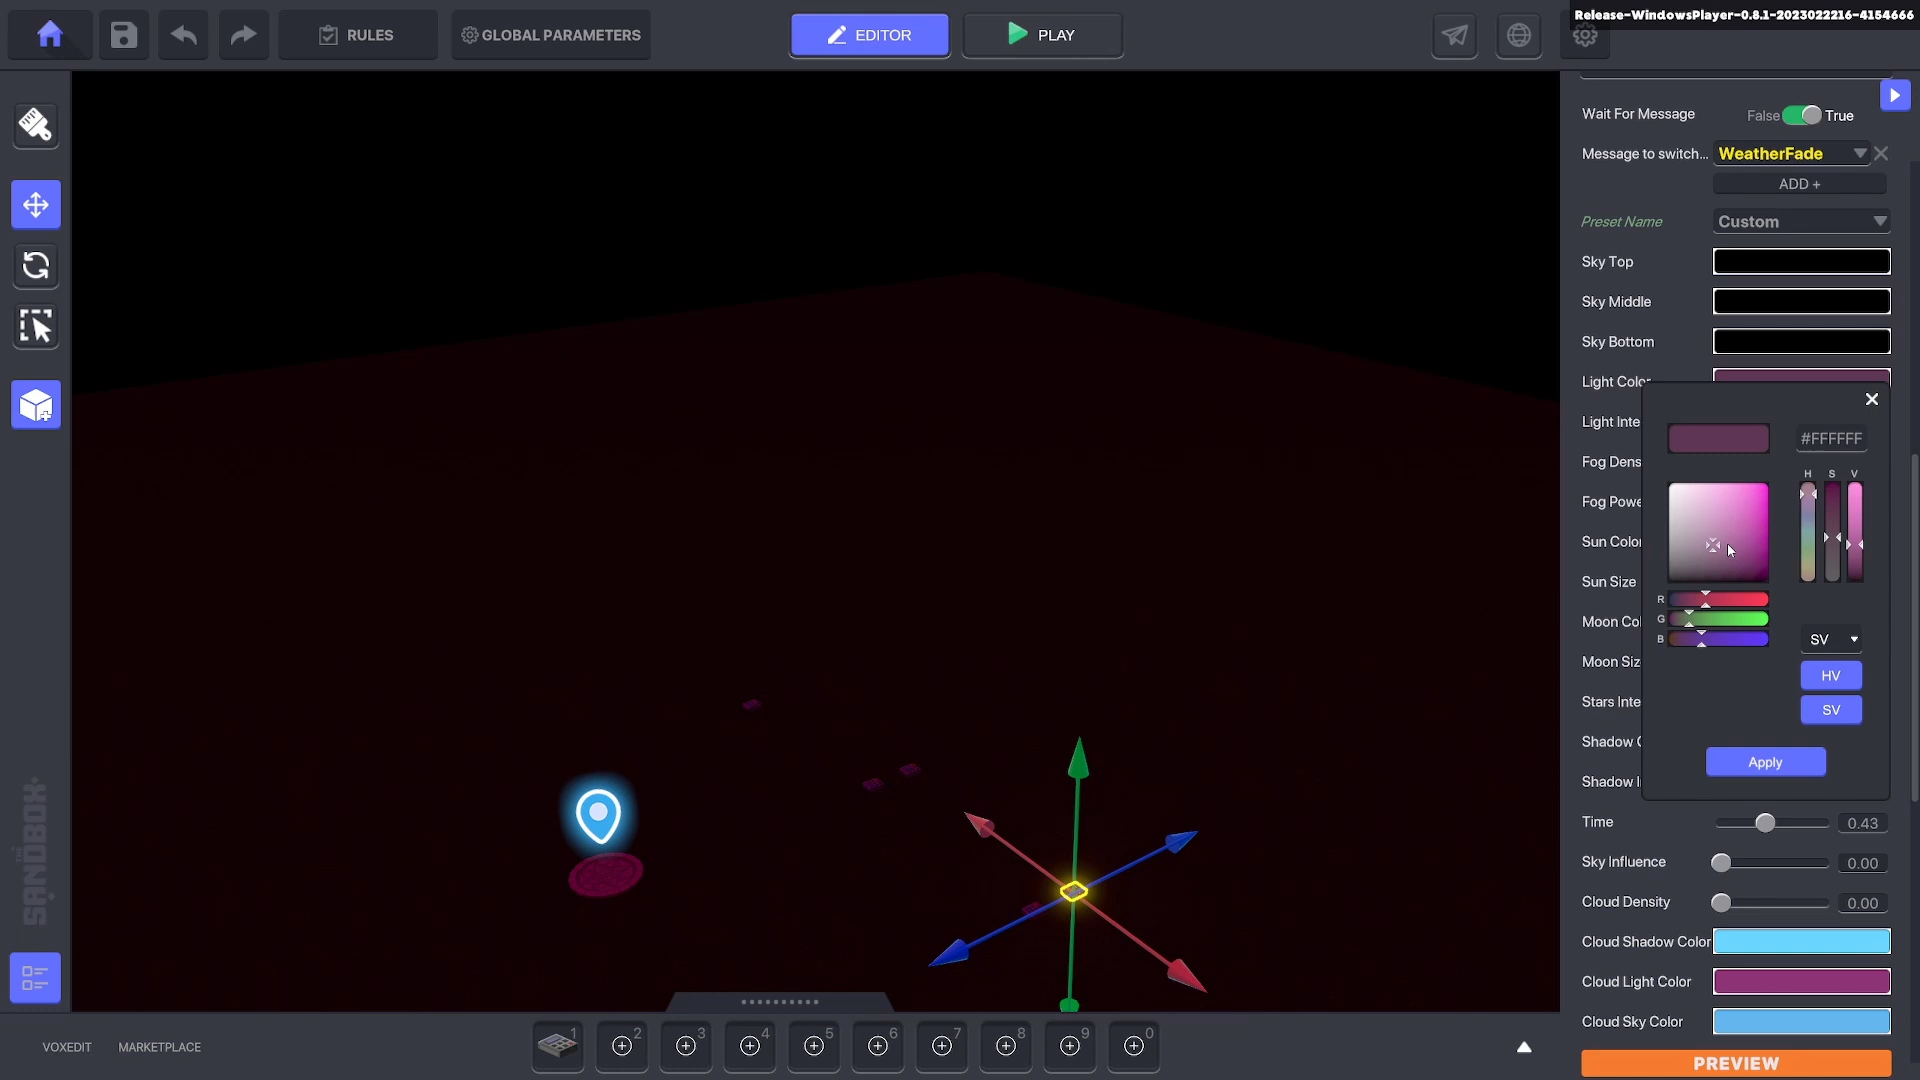 Release-WindowsPlayer-0.8.1-2023022216-4154666
RULES
GLOBAL PARAMETERS
EDITOR
PLAY
Wait For Message
False
True
Message to switch...
WeatherFade
ADD +
Preset Name
Custom
Sky Top
Sky Middle
Sky Bottom
Light Color
Light Inte
#FFFFFF
Fog Dens
H S V
Fog Powe
Sun Color
Sun Size
R
G
Moon Col
B
SV
Moon Siz
HV
Stars Inte
SV
Shadow C
Apply
Shadow I
Time
0.43
Sky Influence
0.00
Cloud Density
0.00
Cloud Shadow Color
Cloud Light Color
Cloud Sky Color
PREVIEW
THE SANDBOX
VOXEDIT
MARKETPLACE
1
2
3
4
5
6
7
8
9
0